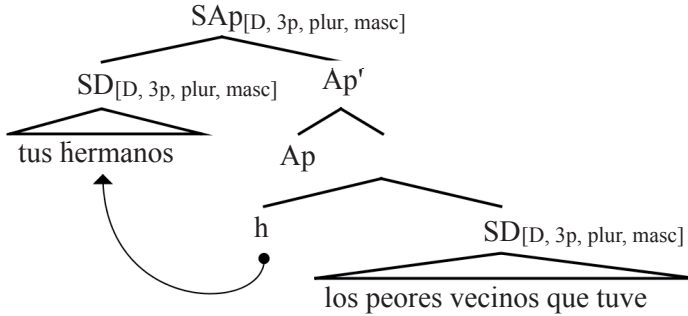 SAp[D, 3p, plur, masc]
SD[D, 3p, plur, masc] Ap'
tus hermanos
Ap
h
SD[D, 3p, plur, masc]
los peores vecinos que tuve